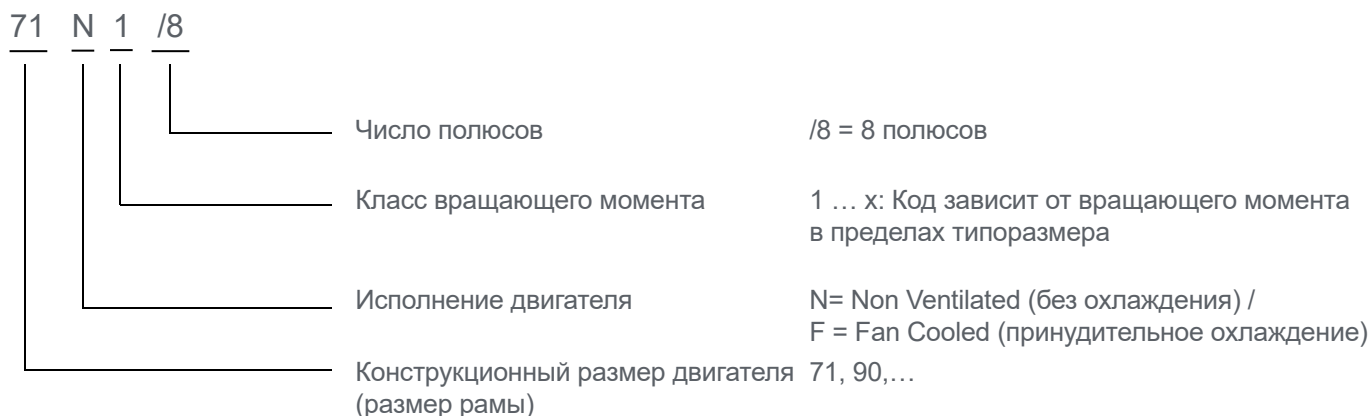 71 N 1 /8
Число полюсов /8 = 8 полюсов
Класс вращающего момента 1 … x: Код зависит от вращающего момента
в пределах типоразмера
Исполнение двигателя N= Non Ventilated (без охлаждения) /
F = Fan Cooled (принудительное охлаждение)
Конструкционный размер двигателя 71, 90,…
(размер рамы)